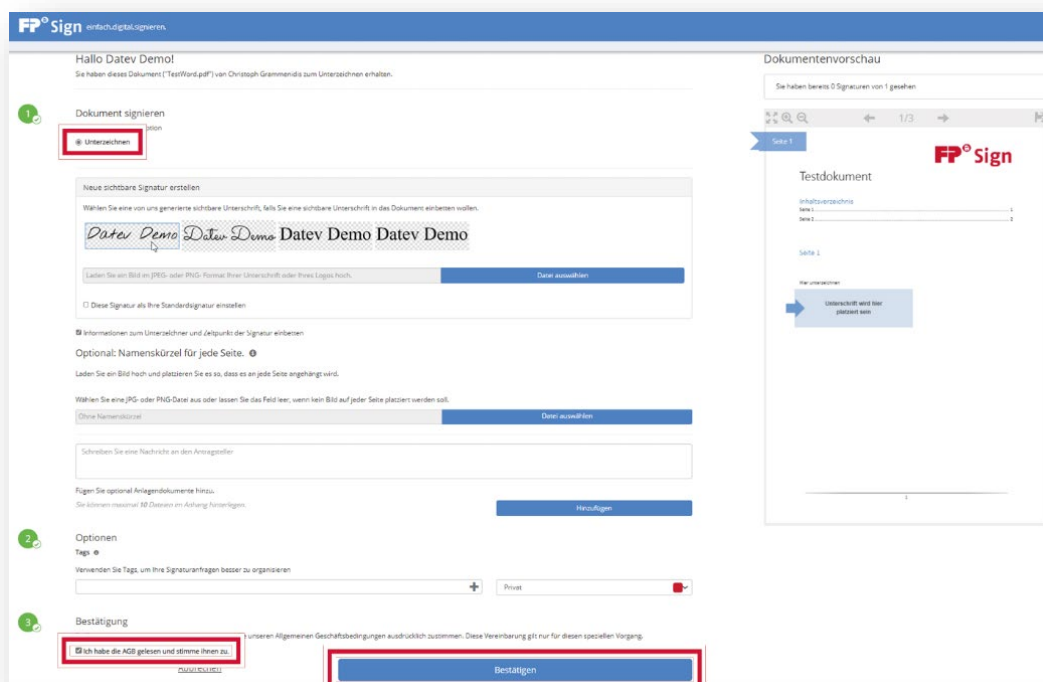 FP Sign einfach.digital.signieren.
Hallo Datev Demo!
Sie haben dieses Dokument ("TestWord.pdf") von Christoph Grammenidis zum Unterzeichnen erhalten.
1
Dokument signieren
Unterzeichnen
Neue sichtbare Signatur erstellen
Wählen Sie eine von uns generierte sichtbare Unterschrift, falls Sie eine sichtbare Unterschrift in das Dokument einbetten wollen.
Datev Demo Datev Demo Datev Demo Datev Demo
Laden Sie ein Bild im JPEG- oder PNG- Format Ihrer Unterschrift oder Ihres Logos hoch.
Datei auswählen
Diese Signatur als Ihre Standardsignatur einstellen
Informationen zum Unterzeichner und Zeitpunkt der Signatur einbetten
Optional: Namenskürzel für jede Seite.
Laden Sie ein Bild hoch und platzieren Sie es so, dass es an jede Seite angehängt wird.
Wählen Sie eine JPG- oder PNG-Datei aus oder lassen Sie das Feld leer, wenn kein Bild auf jeder Seite platziert werden soll.
Ohne Namenskürzel
Datei auswählen
Schreiben Sie eine Nachricht an den Antragsteller
Fügen Sie optional Anlagendokumente hinzu.
Sie können maximal 10 Dateien im Anhang hinterlegen.
Hinzufügen
2
Optionen
Tags
Verwenden Sie Tags, um Ihre Signaturanfragen besser zu organisieren
Privat
3
Bestätigung
unseren Allgemeinen Geschäftsbedingungen ausdrücklich zustimmen. Diese Vereinbarung gilt nur für diesen speziellen Vorgang.
Ich habe die AGB gelesen und stimme ihnen zu.
Abbrechen
Bestätigen
Dokumentenvorschau
Sie haben bereits 0 Signaturen von 1 gesehen
1/3
Seite 1
FP Sign
Testdokument
Inhaltsverzeichnis
Seite 1 1
Seite 2 2
Seite 1
Hier unterzeichnen
Unterschrift wird hier
platziert sein